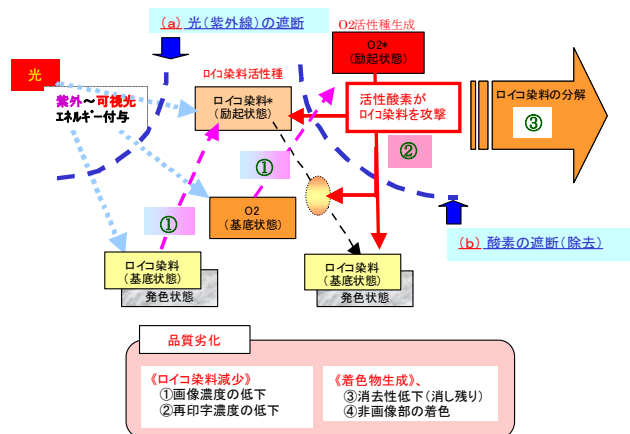 (a) 光(紫外線)の遮断
O2活性種生成
O2*
(励起状態)
光
ロイコ染料活性種
紫外~可視光
エネルギー付与
ロイコ染料*
(励起状態)
活性酸素が
ロイコ染料を攻撃
ロイコ染料の分解
③
①
②
①
O2
(基底状態)
(b) 酸素の遮断(除去)
ロイコ染料
(基底状態)
発色状態
ロイコ染料
(基底状態)
発色状態
品質劣化
《ロイコ染料減少》
①画像濃度の低下
②再印字濃度の低下
《着色物生成》、
③消去性低下(消し残り)
④非画像部の着色